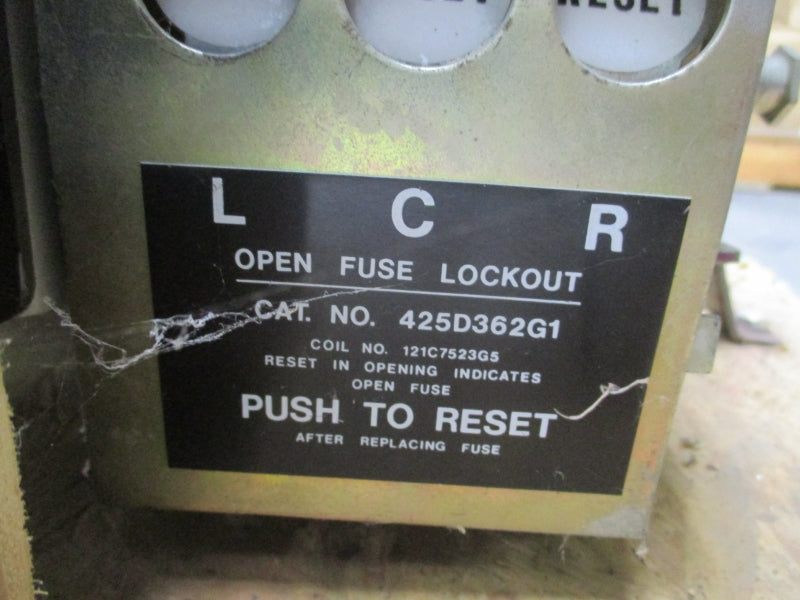 RESET
L C R
OPEN FUSE LOCKOUT
CAT. NO. 425D362G1
COIL NO. 121C7523G5
RESET IN OPENING INDICATES
OPEN FUSE
PUSH TO RESET
AFTER REPLACING FUSE